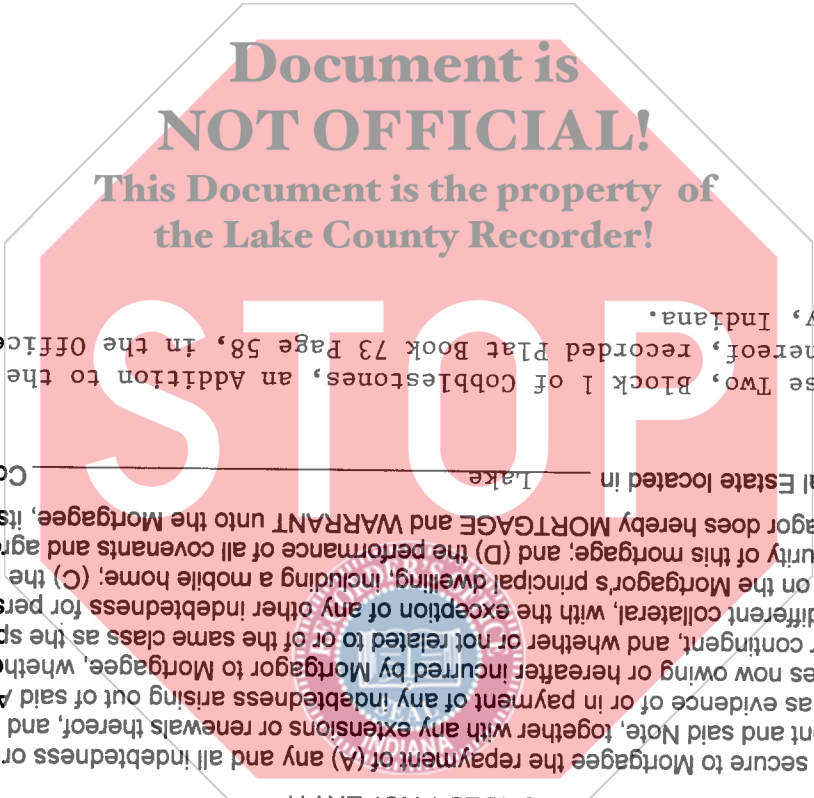 Document is
NOT OFFICIAL!
This Document is the property of
the Lake County Recorder!
STOP
secure to Mortgagee the repayment of (A) any and all indebtedness or
and said Note, together with any extensions or renewals thereof, and
as evidence of or in payment of any indebtedness arising out of said
now owing or hereafter incurred by Mortgagor to Mortgagee,
contingent, and whether or not related to or of the same class as the
different collateral, with the exception of any other indebtedness for
on the Mortgagor's principal dwelling, including a mobile home; (C) the
of this mortgage; and (D) the performance of all covenants and
does hereby MORTGAGE and WARRANT unto the Mortgagee, its
Estate located in Lake
Two, Block 1 of Cobblestones, an Addition to the
recorded Plat Book 73 Page 58, in the Office
Indiana.
INDIANA